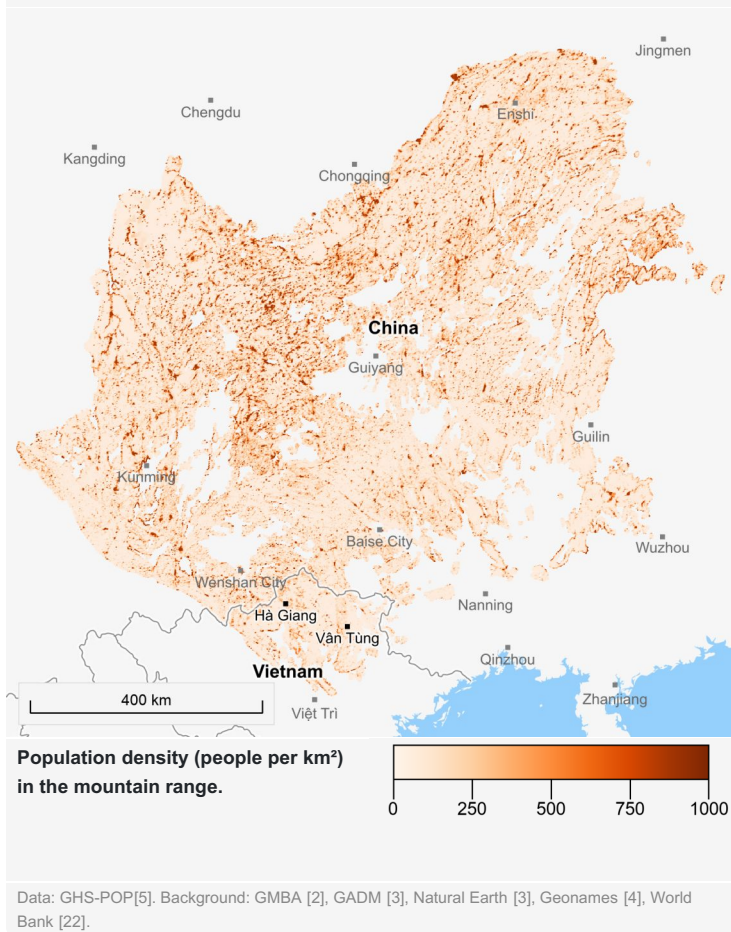 Jingmen
Chengdu
Enshi
Kangding
Chongqing
China
Guiyang
Guilin
Kunming
Baise City
Wuzhou
Wenshan City
Nanning
Hà Giang
Vân Tùng
Qinzhou
Vietnam
Zhanjiang
400 km
Việt Trì
Population density (people per km²)
in the mountain range.
0 250 500 750 1000
Data: GHS-POP[5]. Background: GMBA [2], GADM [3], Natural Earth [3], Geonames [4], World
Bank [22].